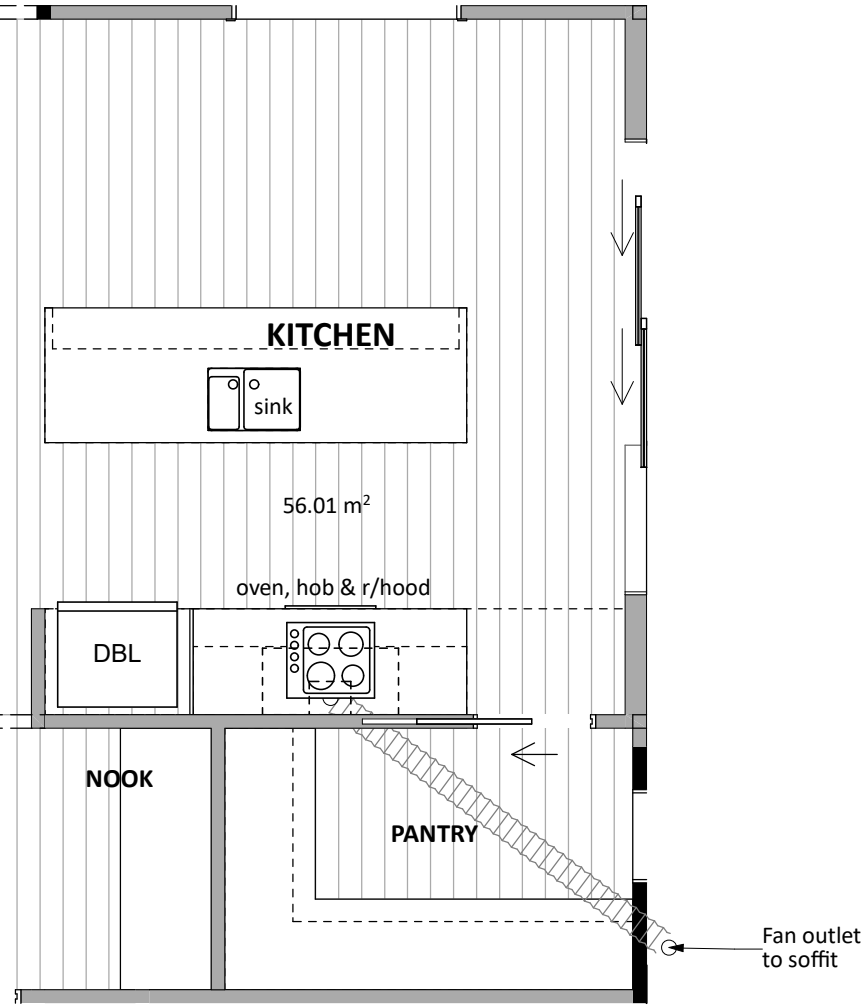 KITCHEN
sink
56.01 m²
oven, hob & r/hood
DBL
NOOK
PANTRY
Fan outlet
to soffit